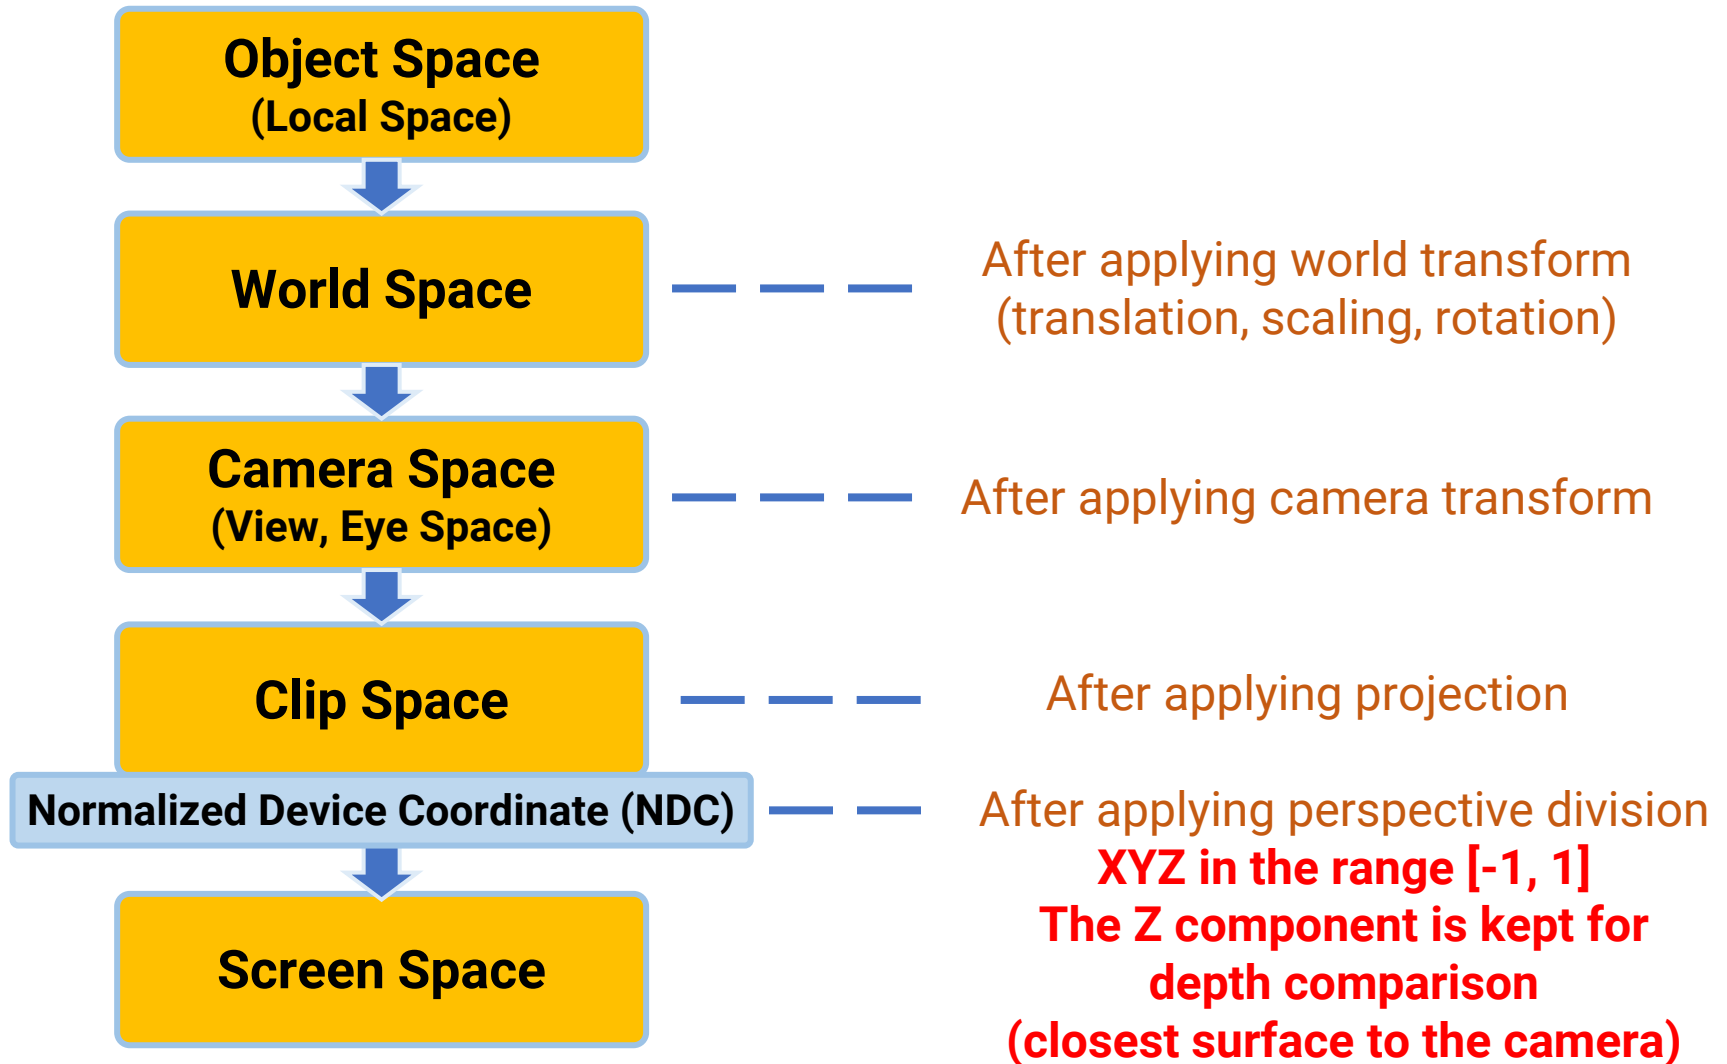 Object Space
(Local Space)
World Space
After applying world transform
(translation, scaling, rotation)
Camera Space
(View, Eye Space)
After applying camera transform
Clip Space
After applying projection
Normalized Device Coordinate (NDC)
After applying perspective division
XYZ in the range [-1, 1]
The Z component is kept for
depth comparison
(closest surface to the camera)
Screen Space